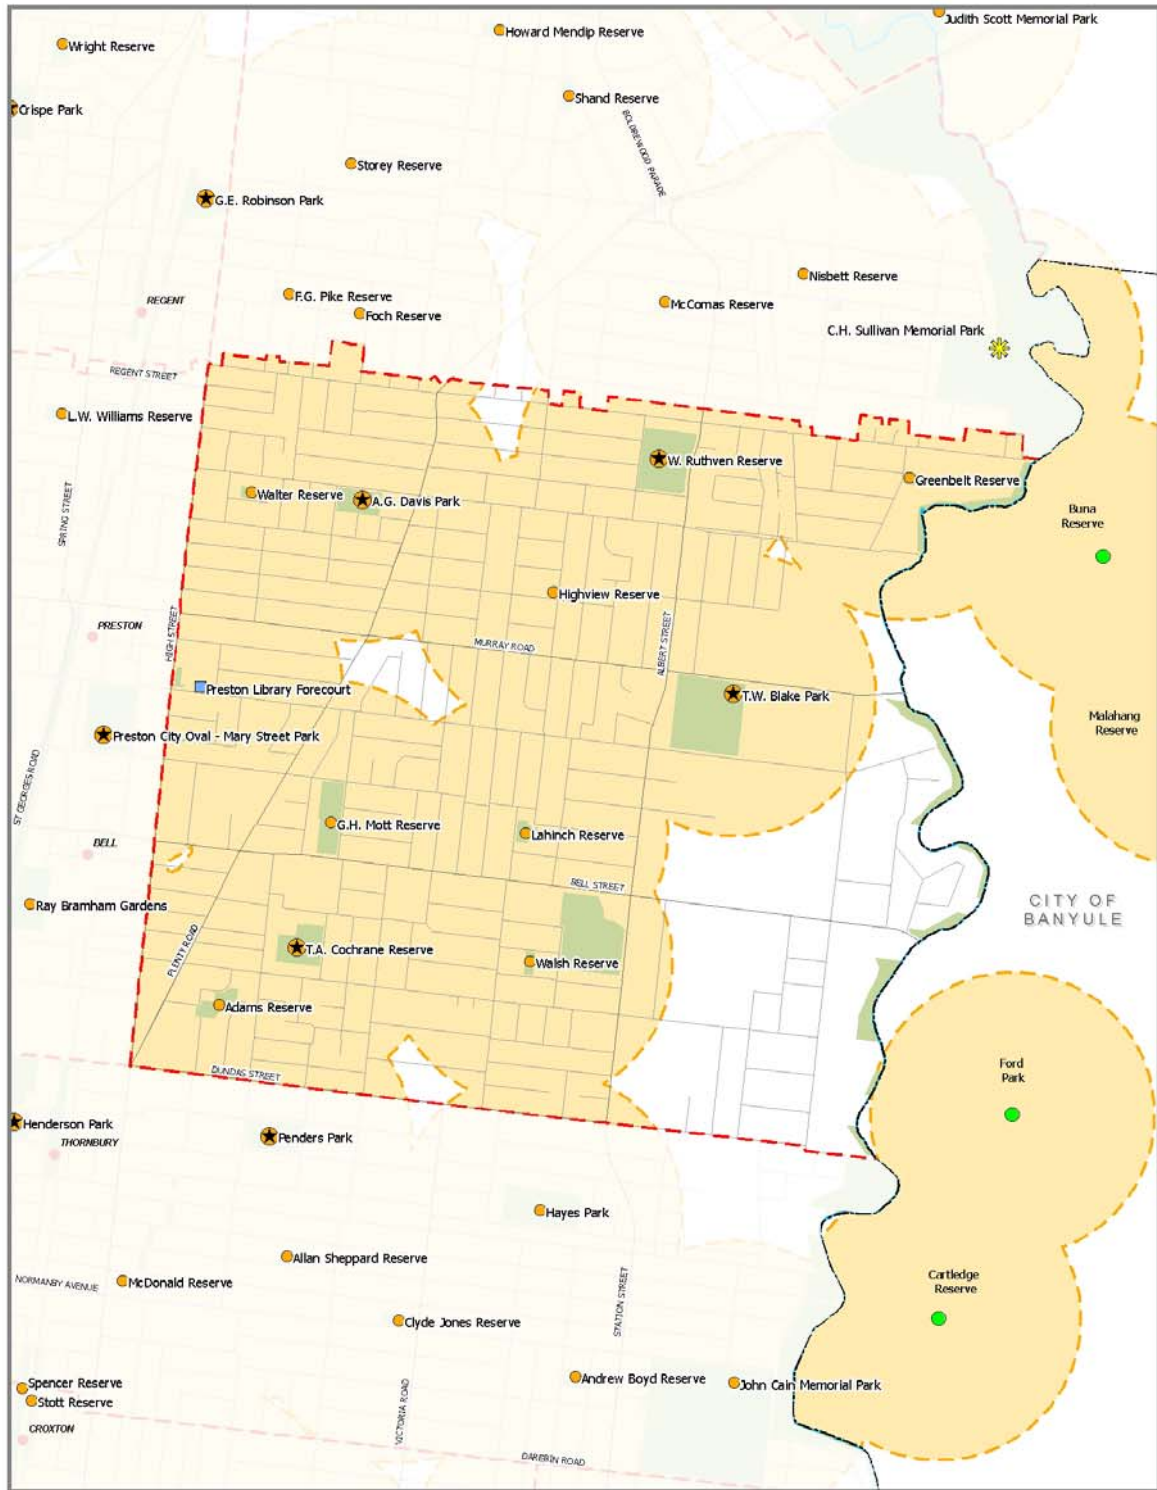 Judith Scott Memorial Park
Howard Mendip Reserve
Wright Reserve
Shand Reserve
Crispe Park
BOLDREWOOD PARADE
Storey Reserve
G.E. Robinson Park
Nisbett Reserve
F.G. Pike Reserve
REGENT
McComas Reserve
Foch Reserve
C.H. Sullivan Memorial Park
REGENT STREET
L.W. Williams Reserve
W. Ruthven Reserve
Greenbelt Reserve
Walter Reserve
A.G. Davis Park
SPRING STREET
Buna
Reserve
Highview Reserve
PRESTON
HIGH STREET
MURRAY ROAD
ALBERT STREET
Preston Library Forecourt
T.W. Blake Park
Malahang
Reserve
Preston City Oval - Mary Street Park
ST GEORGES ROAD
G.H. Mott Reserve
Lahinch Reserve
BELL
BELL STREET
Ray Bramham Gardens
CITY OF
BANYULE
PLENTY ROAD
T.A. Cochrane Reserve
Walsh Reserve
Adams Reserve
DUNDAS STREET
Ford
Park
Henderson Park
THORNBURY
Penders Park
Hayes Park
Allan Sheppard Reserve
NORMANBY AVENUE
McDonald Reserve
Cartledge
Reserve
STATION STREET
Clyde Jones Reserve
Andrew Boyd Reserve
John Cain Memorial Park
Spencer Reserve
Stott Reserve
VICTORIA ROAD
CROXTON
DAREBIN ROAD